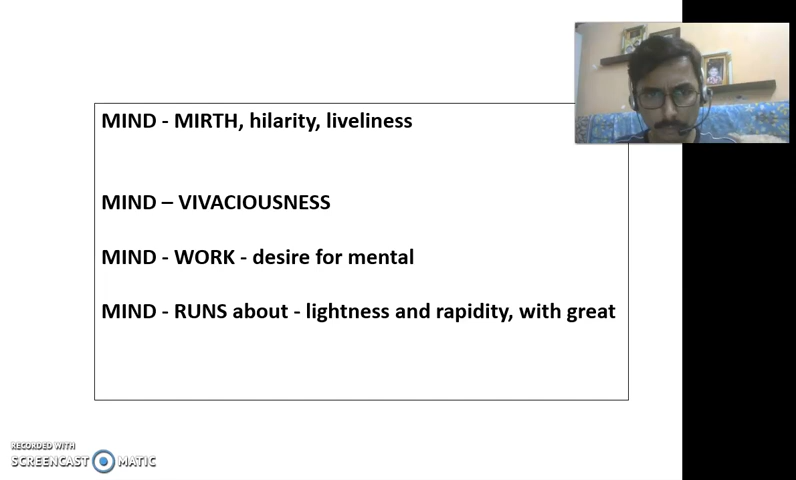 MIND - MIRTH, hilarity, liveliness
MIND – VIVACIOUSNESS
MIND - WORK - desire for mental
MIND - RUNS about - lightness and rapidity, with great
RECORDED WITH
SCREENCAST MATIC